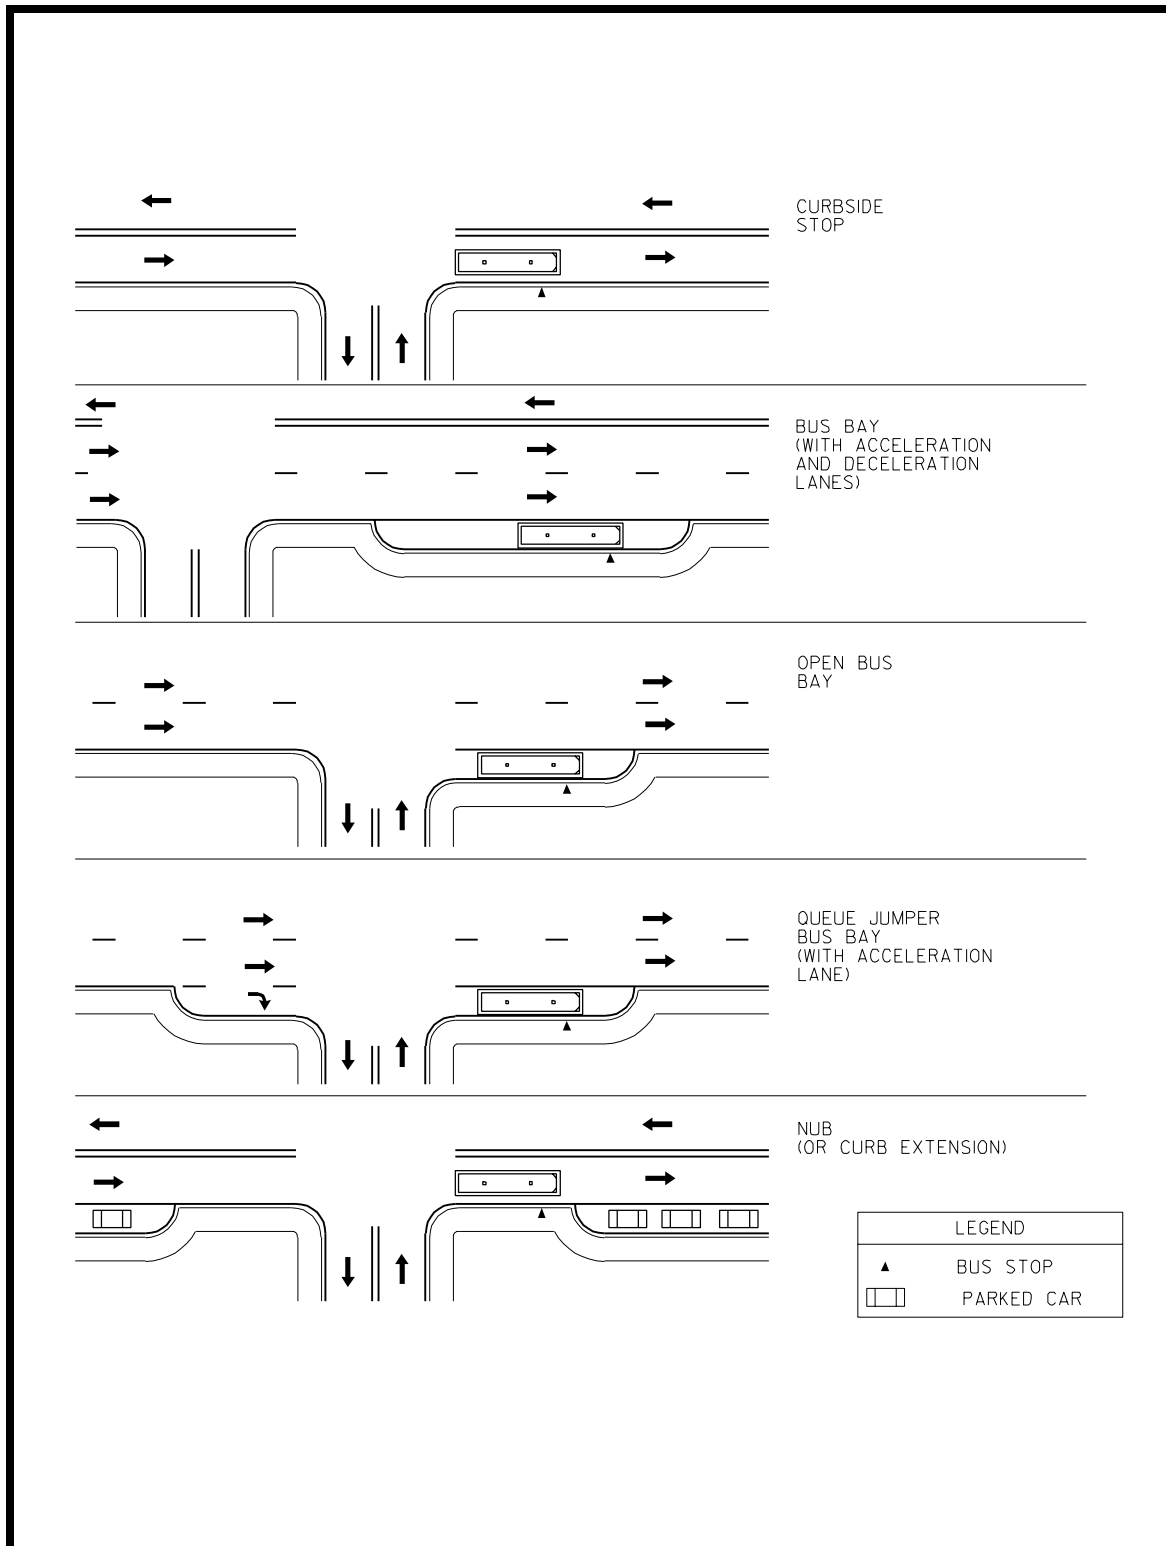 CURBSIDE
STOP
BUS BAY
(WITH ACCELERATION
AND DECELERATION
LANES)
OPEN BUS
BAY
QUEUE JUMPER
BUS BAY
(WITH ACCELERATION
LANE)
NUB
(OR CURB EXTENSION)
LEGEND
BUS STOP
PARKED CAR